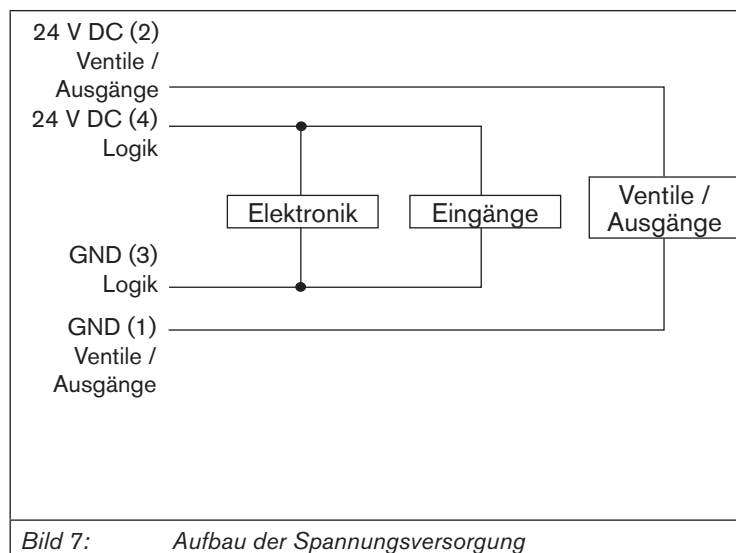 24 V DC (2)
Ventile /
Ausgänge
24 V DC (4)
Logik
Elektronik
Eingänge
Ventile /
Ausgänge
GND (3)
Logik
GND (1)
Ventile /
Ausgänge
Bild 7: Aufbau der Spannungsversorgung